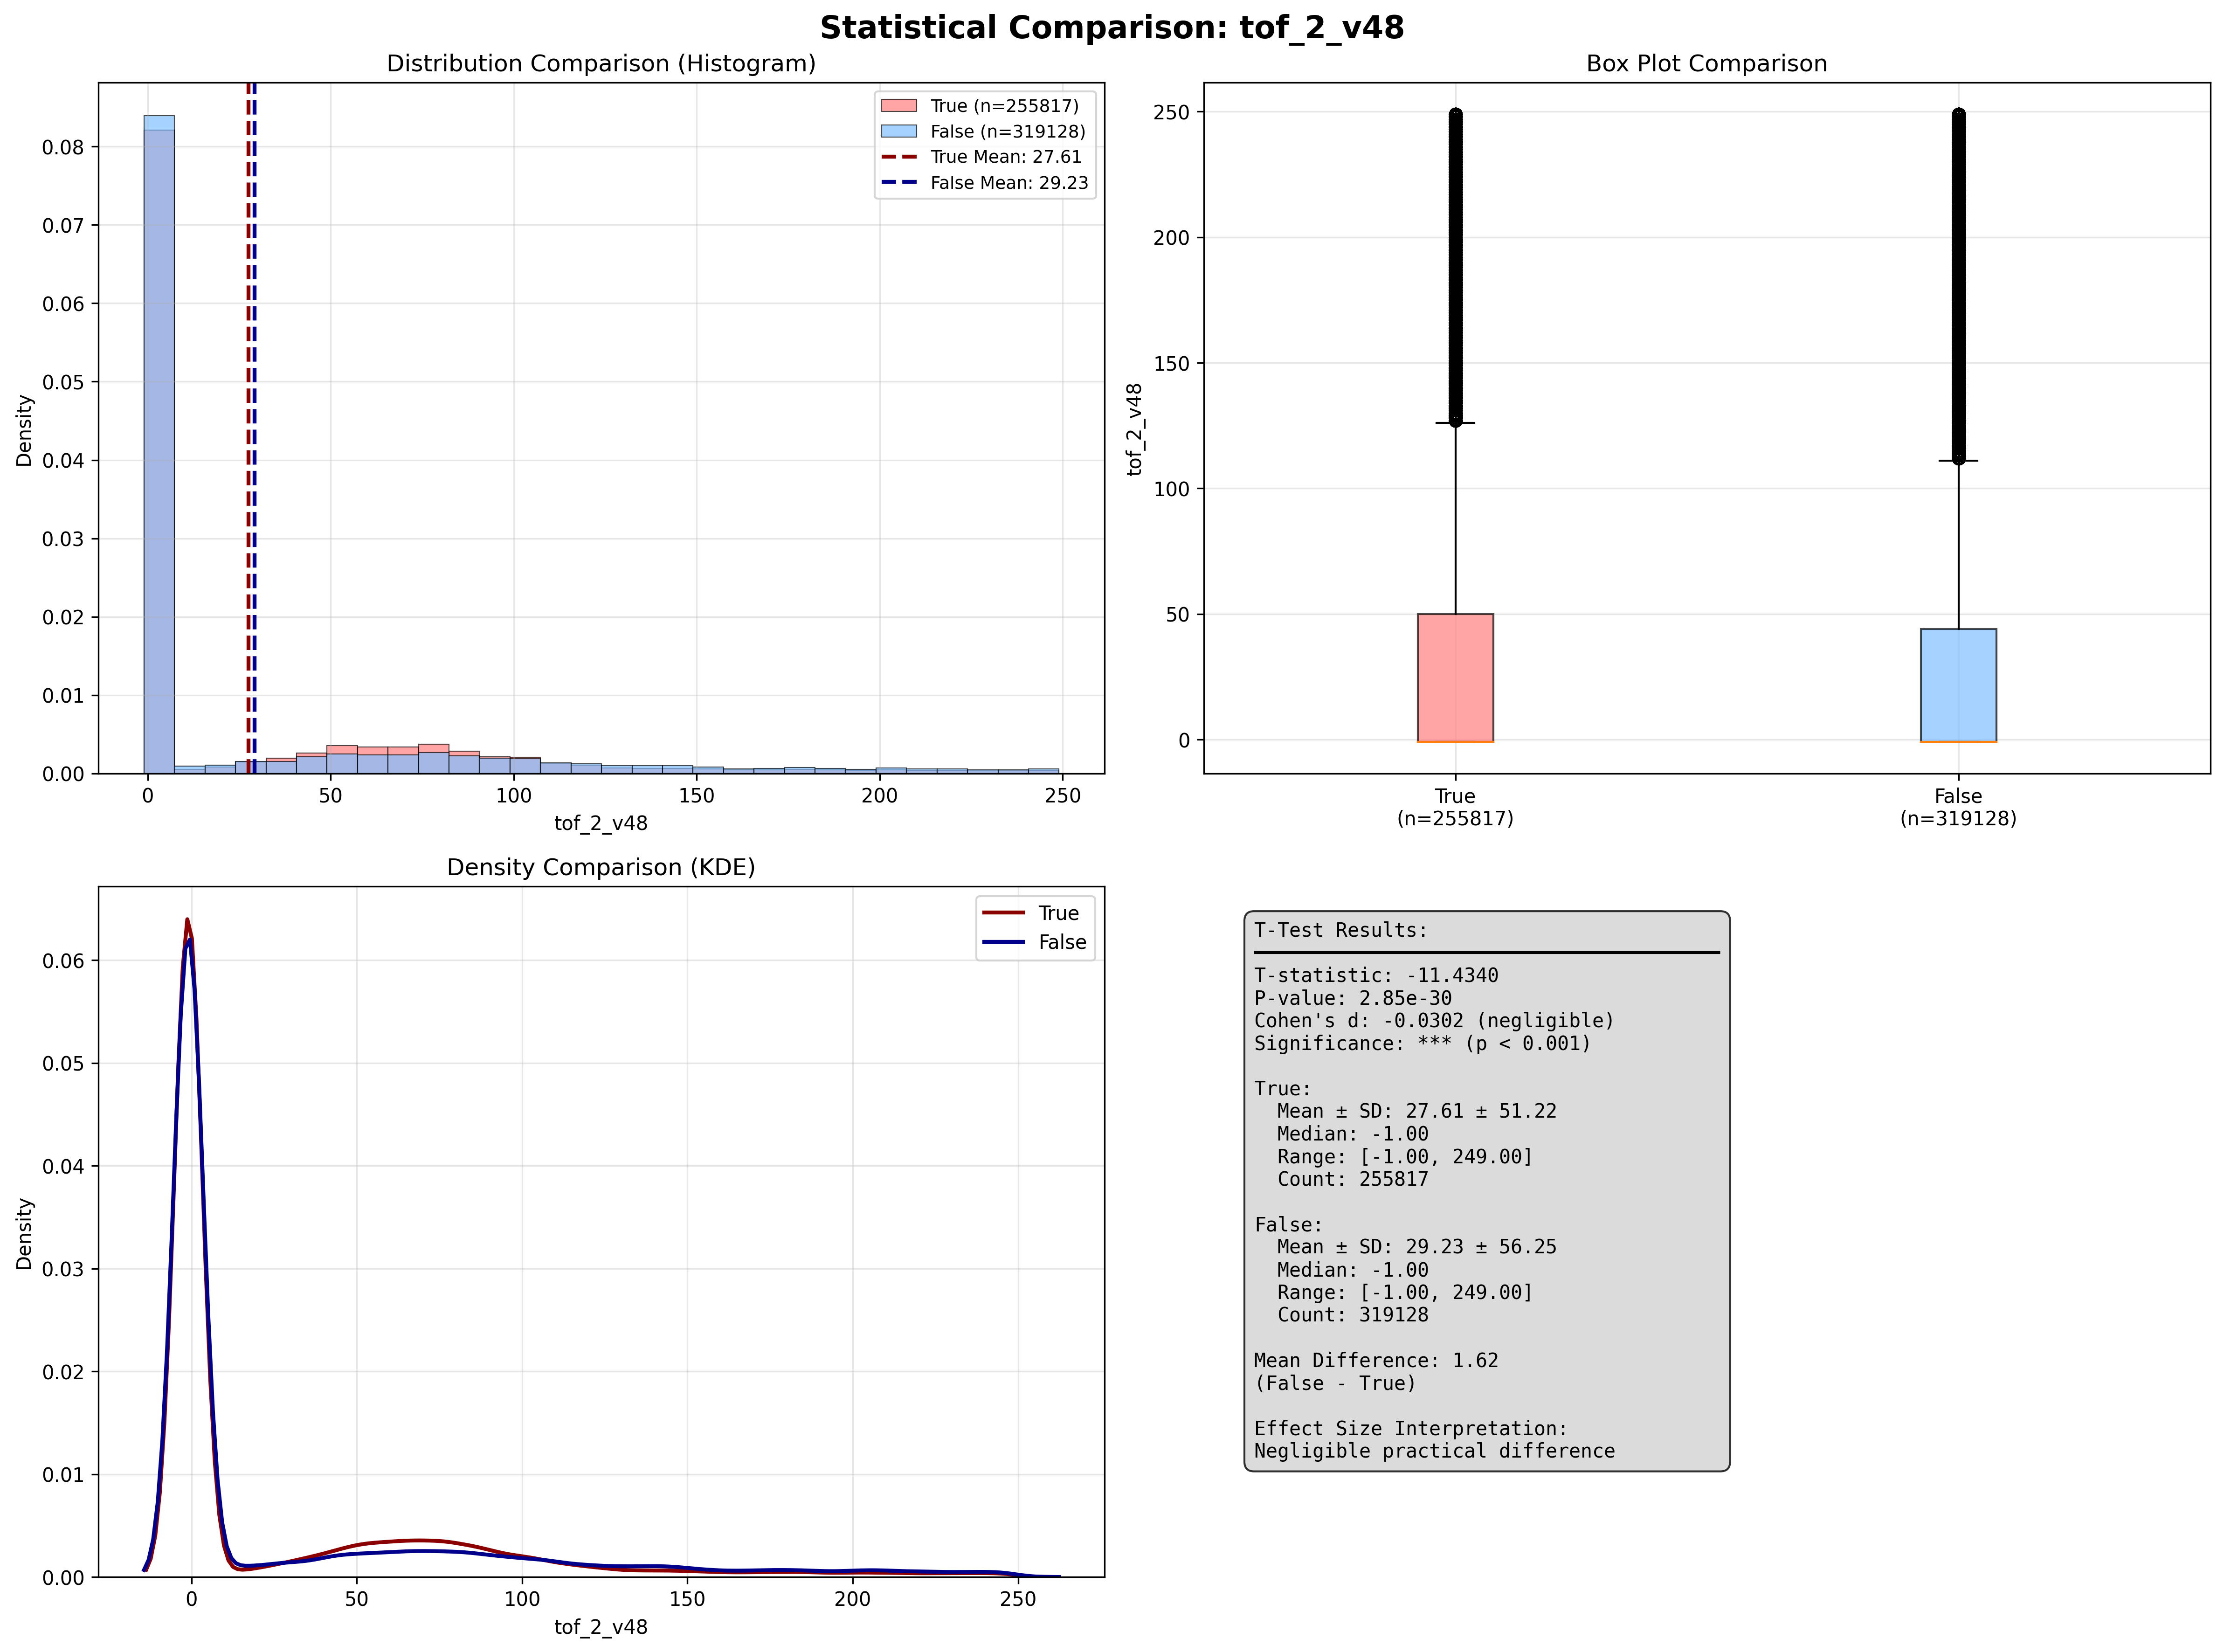 Statistical Comparison: tof_2_v48
Distribution Comparison (Histogram)
Density
0.08
0.07
0.06
0.05
0.04
0.03
0.02
0.01
0.00
0
50
100
150
200
250
tof_2_v48
True (n=255817)
False (n=319128)
True Mean: 27.61
False Mean: 29.23
Box Plot Comparison
tof_2_v48
250
200
150
100
50
0
True
(n=255817)
False
(n=319128)
Density Comparison (KDE)
Density
0.06
0.05
0.04
0.03
0.02
0.01
0.00
0
50
100
150
200
250
tof_2_v48
True
False
T-Test Results:
T-statistic: -11.4340
P-value: 2.85e-30
Cohen's d: -0.0302 (negligible)
Significance: *** (p < 0.001)
True:
Mean ± SD: 27.61 ± 51.22
Median: -1.00
Range: [-1.00, 249.00]
Count: 255817
False:
Mean ± SD: 29.23 ± 56.25
Median: -1.00
Range: [-1.00, 249.00]
Count: 319128
Mean Difference: 1.62
(False - True)
Effect Size Interpretation:
Negligible practical difference